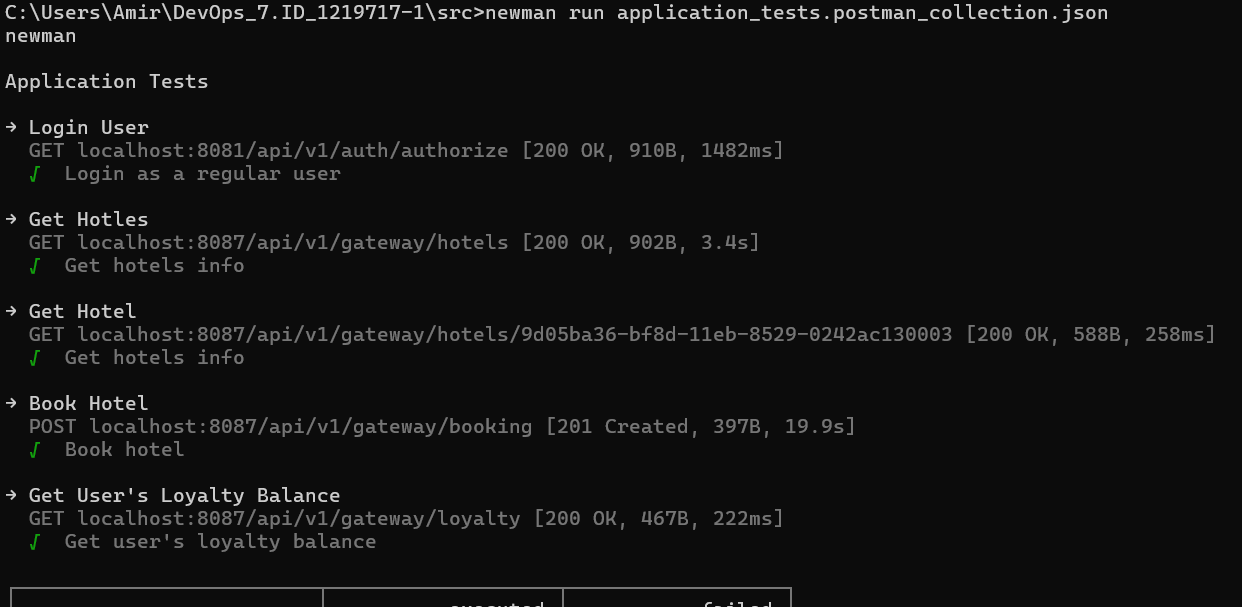 C:\Users\Amir\DevOps_7.ID_1219717-1\src>newman run application_tests.postman_collection.json
newman
Application Tests
→ Login User
GET localhost:8081/api/v1/auth/authorize [200 OK, 910B, 1482ms]
√ Login as a regular user
→ Get Hotles
GET localhost:8087/api/v1/gateway/hotels [200 OK, 902B, 3.4s]
√ Get hotels info
→ Get Hotel
GET localhost:8087/api/v1/gateway/hotels/9d05ba36-bf8d-11eb-8529-0242ac130003 [200 OK, 588B, 258ms]
√ Get hotels info
→ Book Hotel
POST localhost:8087/api/v1/gateway/booking [201 Created, 397B, 19.9s]
√ Book hotel
→ Get User's Loyalty Balance
GET localhost:8087/api/v1/gateway/loyalty [200 OK, 467B, 222ms]
√ Get user's loyalty balance
executed failed